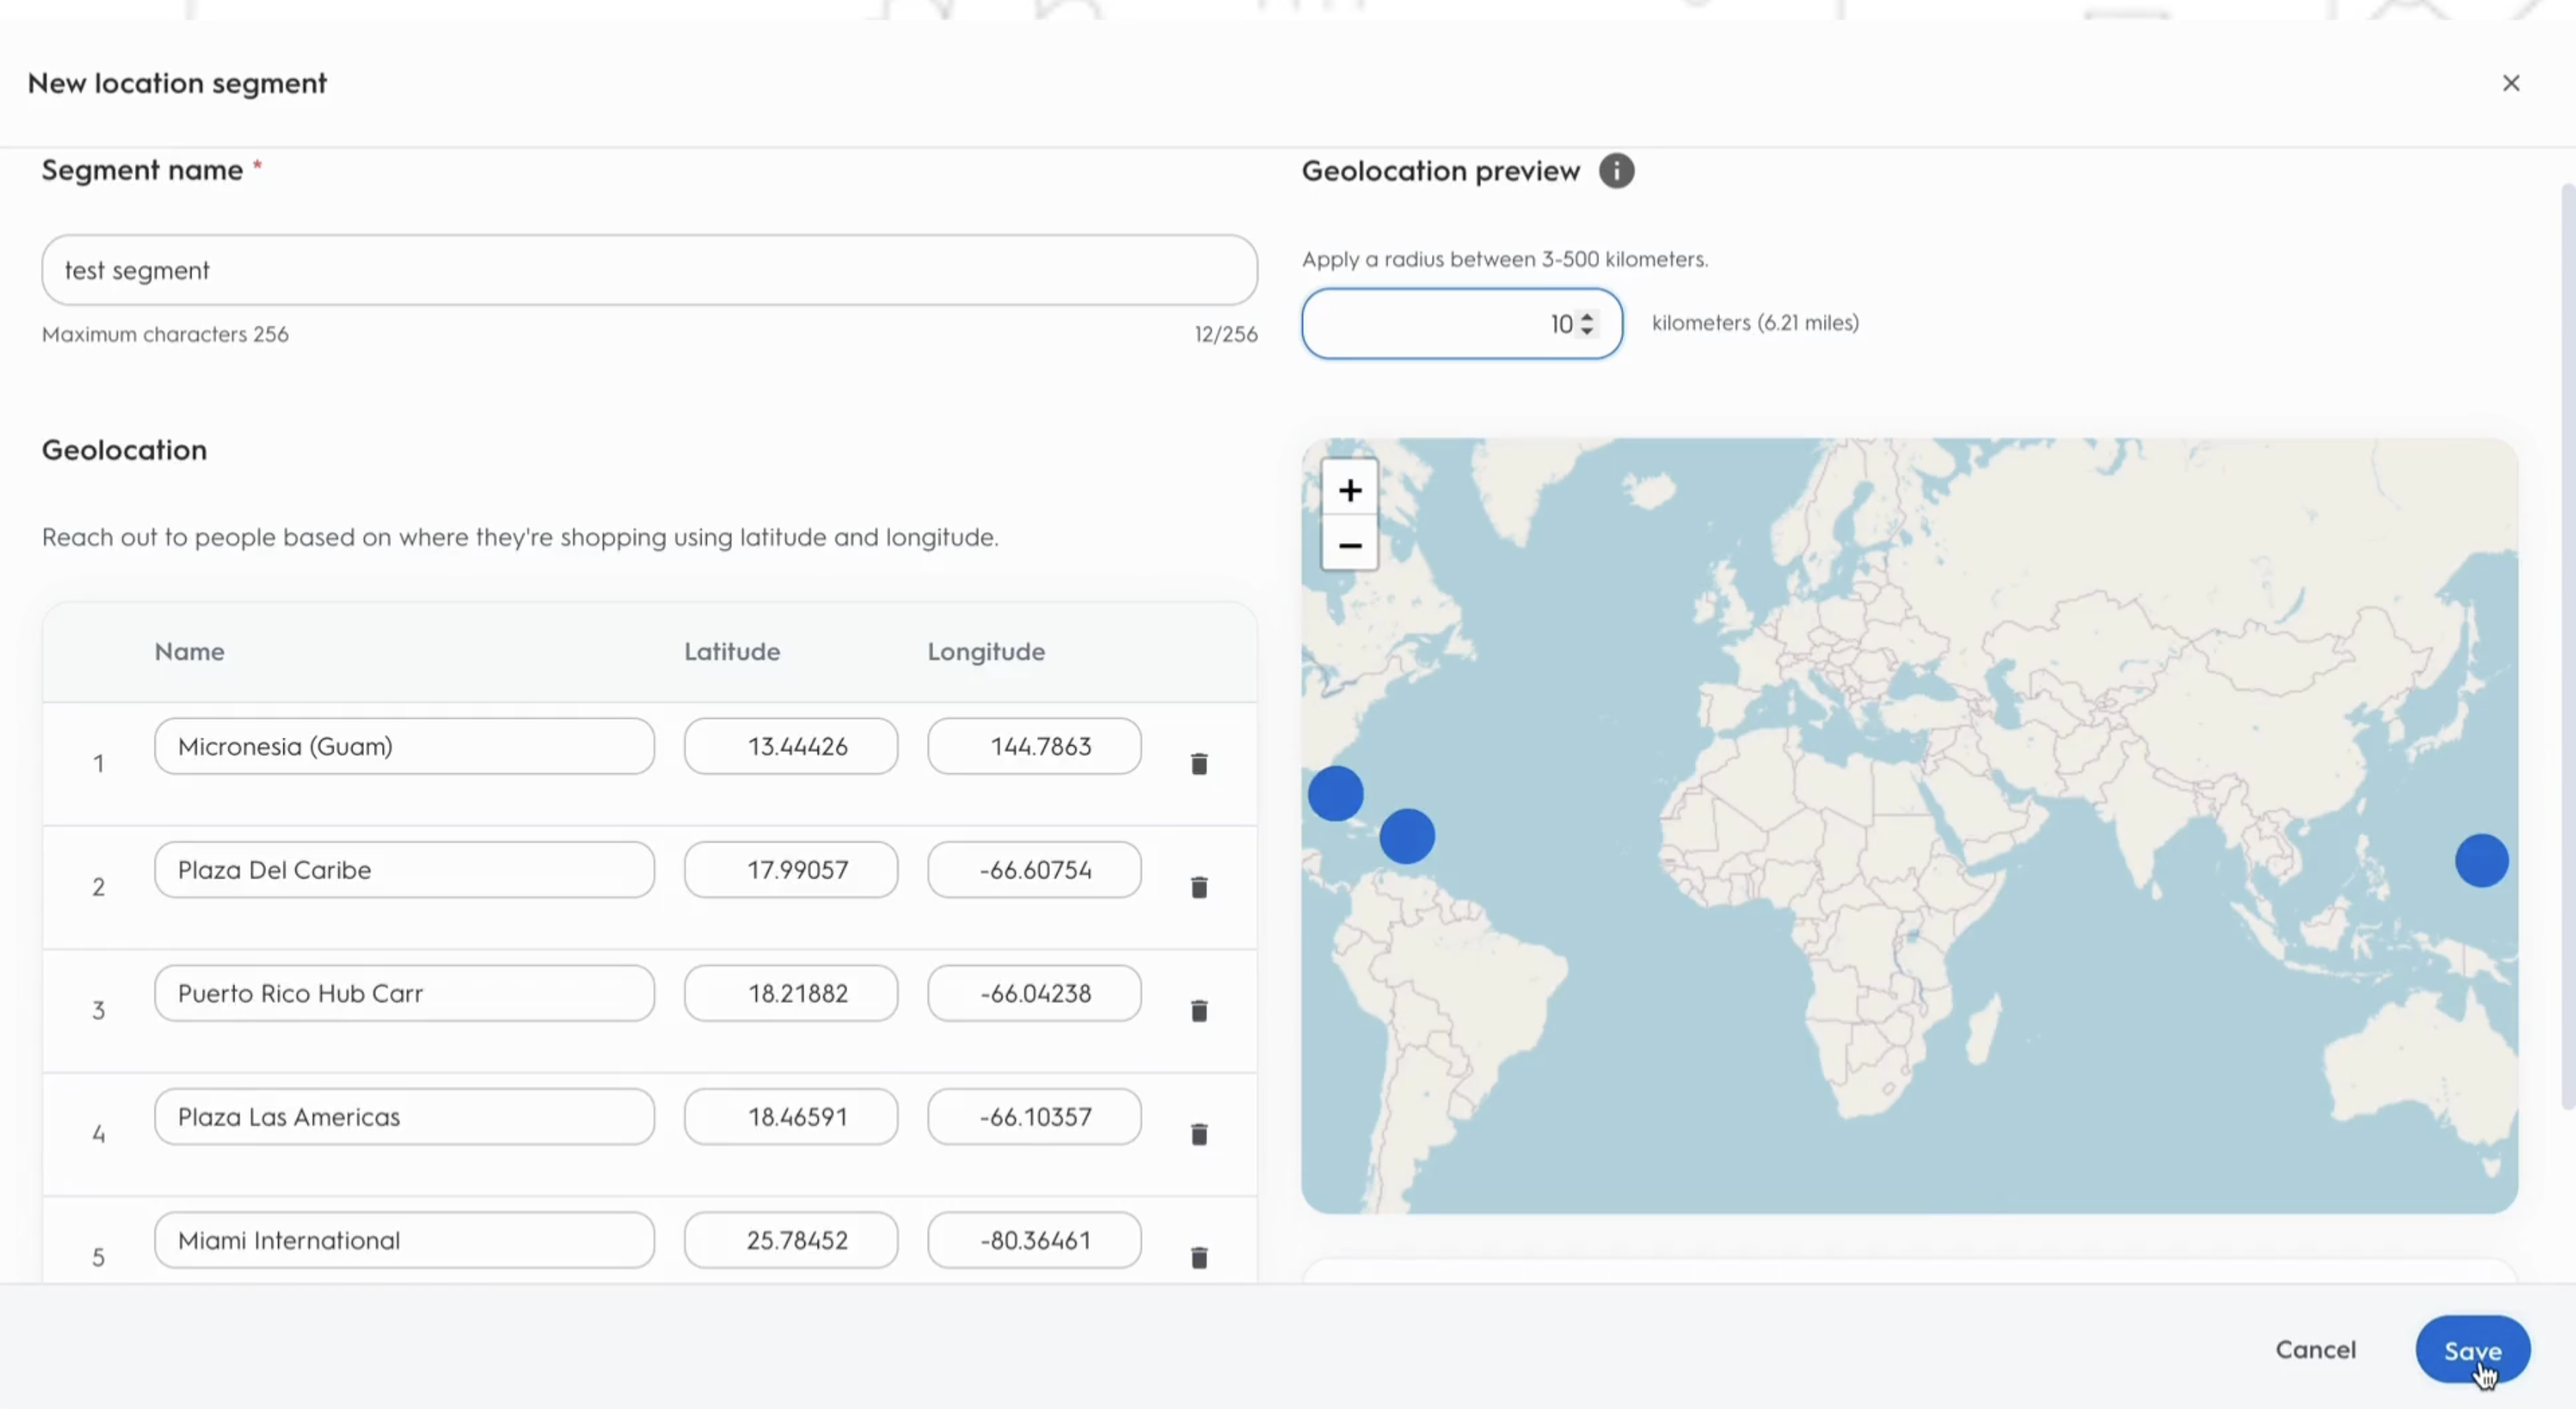 New location segment
×
Segment name *
test segment
Maximum characters 256
12/256
Geolocation
Reach out to people based on where they're shopping using latitude and longitude.
Name Latitude Longitude
1 Micronesia (Guam) 13.44426 144.7863
2 Plaza Del Caribe 17.99057 -66.60754
3 Puerto Rico Hub Carr 18.21882 -66.04238
4 Plaza Las Americas 18.46591 -66.10357
5 Miami International 25.78452 -80.36461
Geolocation preview i
Apply a radius between 3-500 kilometers.
10 kilometers (6.21 miles)
+
−
Cancel Save